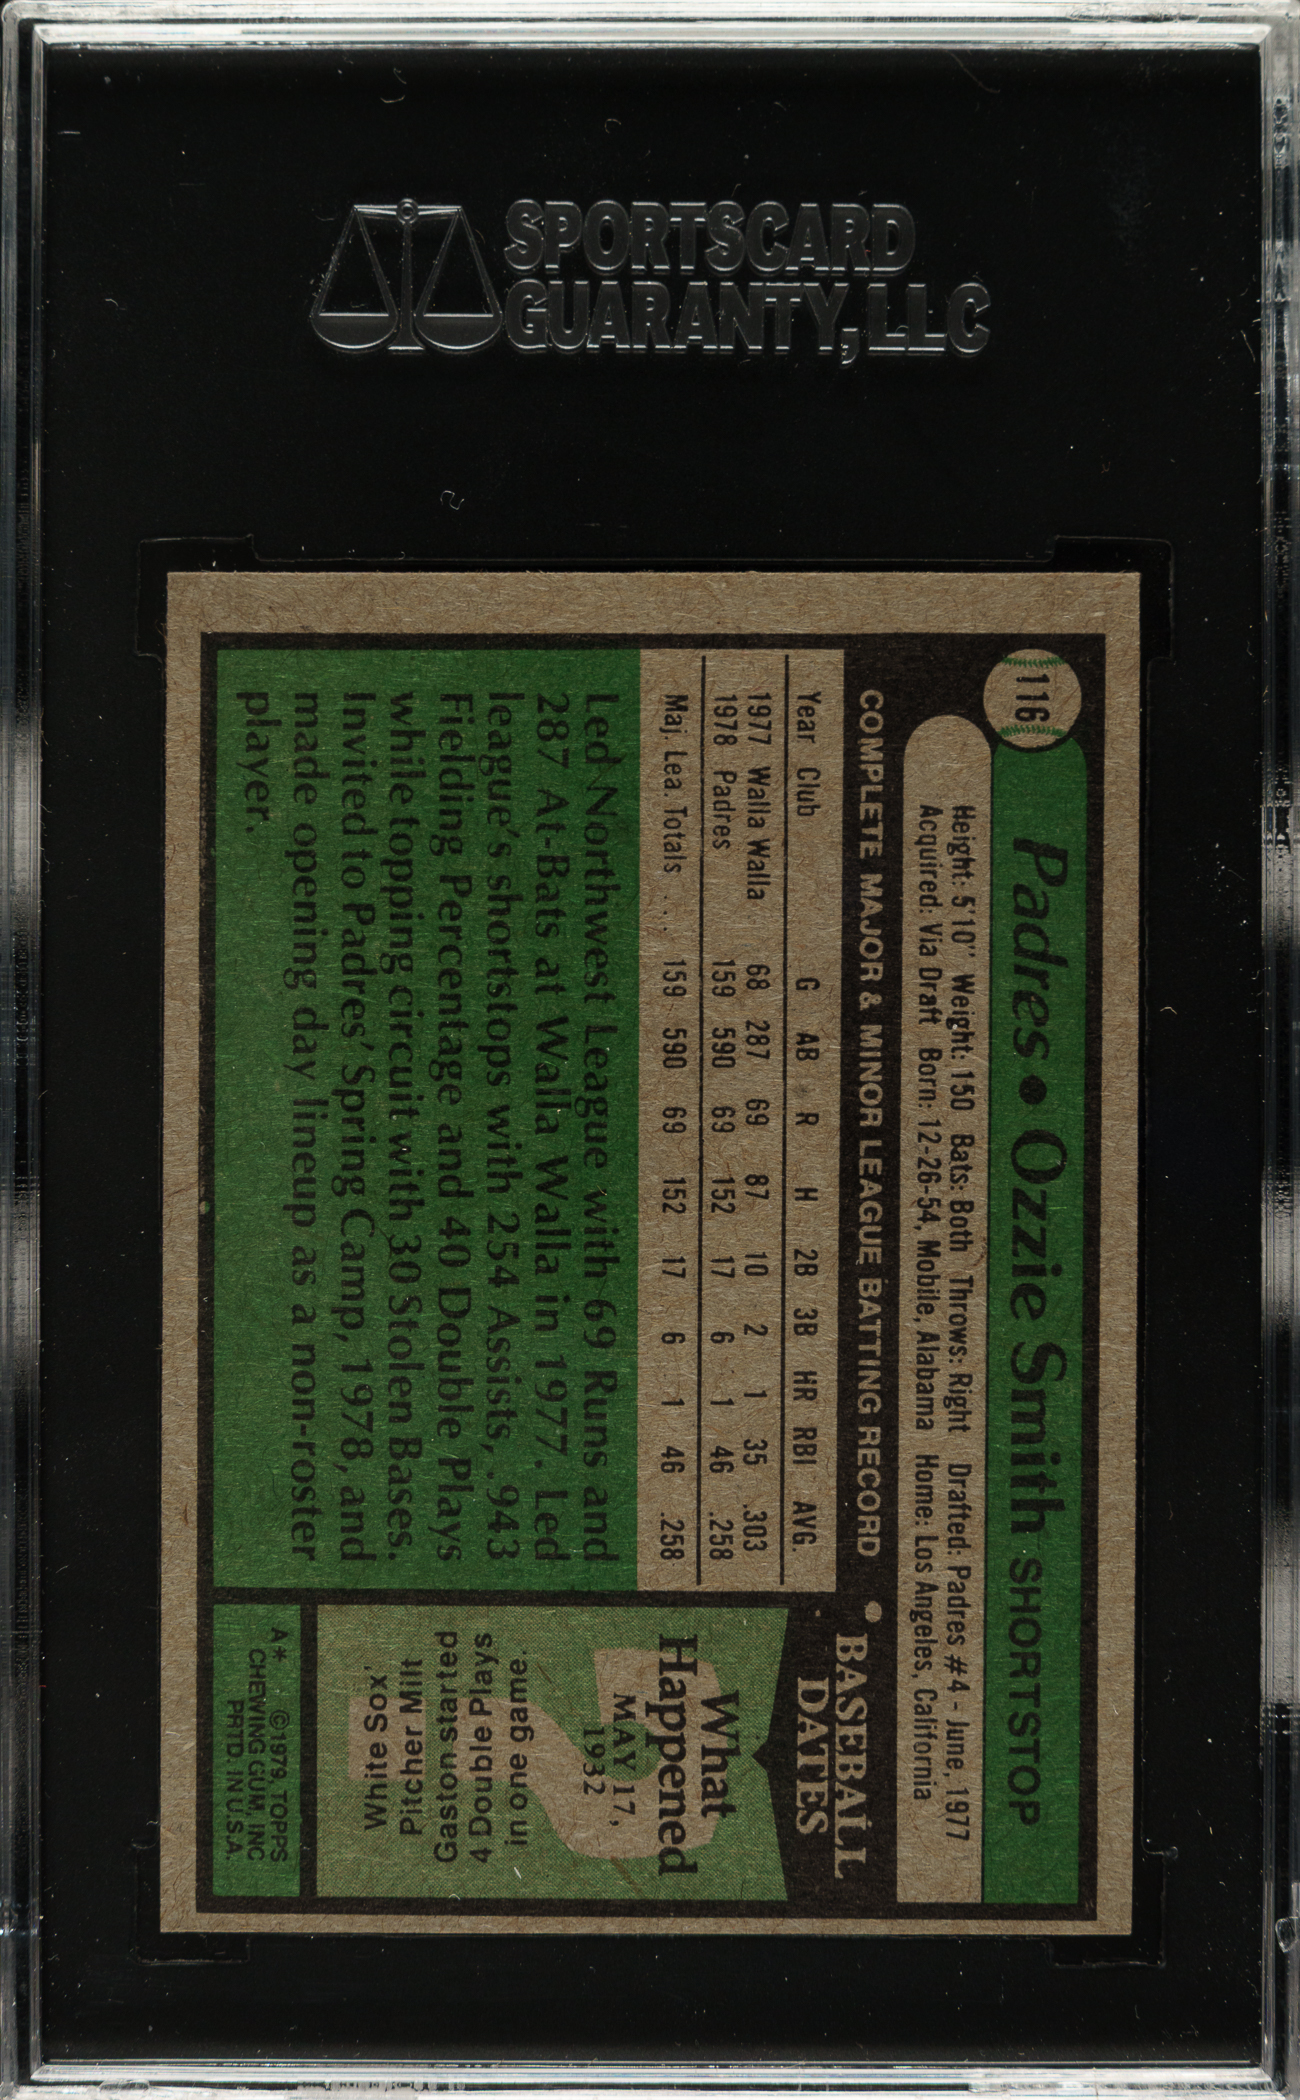 SPORTSCARD
GUARANTY, LLC
116
Padres • Ozzie Smith SHORTSTOP
Height: 5'10" Weight: 150 Bats: Both Throws: Right Drafted: Padres #4 - June, 1977
Acquired: Via Draft Born: 12-26-54, Mobile, Alabama Home: Los Angeles, California
COMPLETE MAJOR & MINOR LEAGUE BATTING RECORD
Year Club G AB R H 2B 3B HR RBI AVG.
1977 Walla Walla 68 287 69 87 10 2 1 35 .303
1978 Padres 159 590 69 152 17 6 1 46 .258
Maj. Lea. Totals . . . 159 590 69 152 17 6 1 46 .258
Led Northwest League with 69 Runs and
287 At-Bats at Walla Walla in 1977. Led
league's shortstops with 254 Assists, .943
Fielding Percentage and 40 Double Plays
while topping circuit with 30 Stolen Bases.
Invited to Padres' Spring Camp, 1978, and
made opening day lineup as a non-roster
player.
• BASEBALL
DATES
What
Happened
MAY 17,
1932
?
White Sox'
Pitcher Milt
Gaston started
4 Double Plays
in one game.
A* ©1979, TOPPS
CHEWING GUM, INC
PRTD. IN U.S.A.